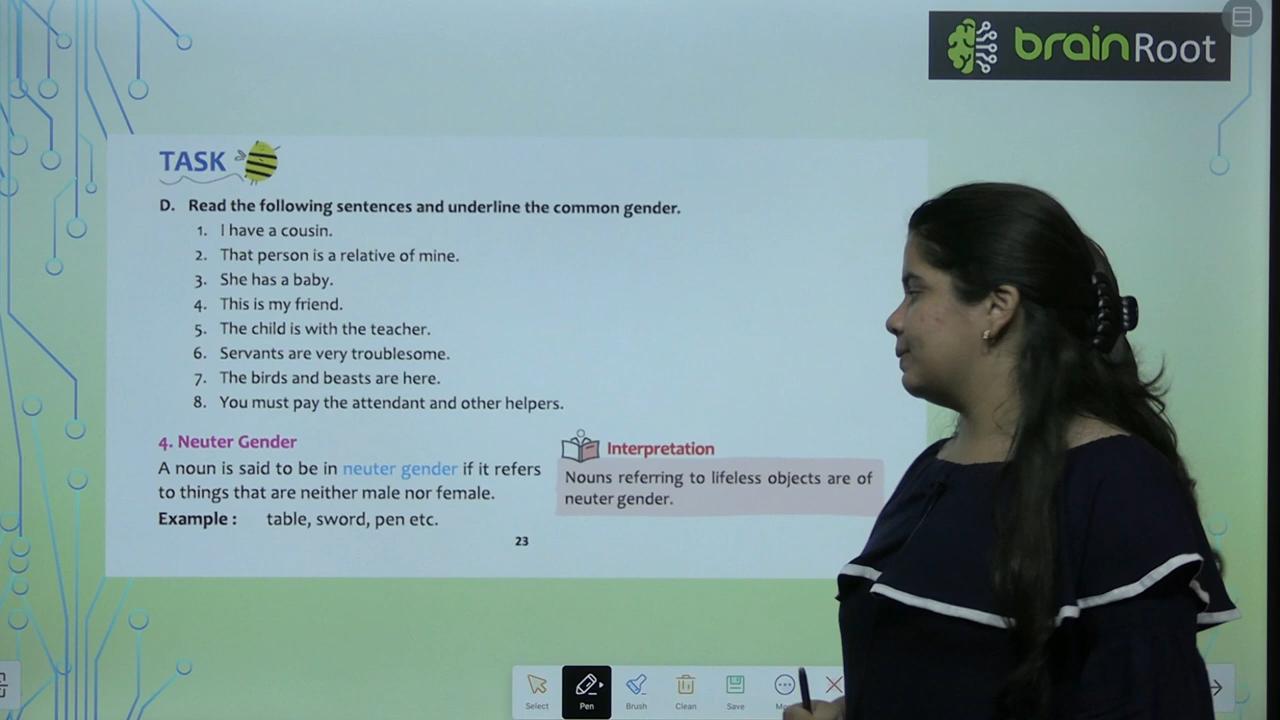 brainRoot
TASK
D. Read the following sentences and underline the common gender.
1. I have a cousin.
2. That person is a relative of mine.
3. She has a baby.
4. This is my friend.
5. The child is with the teacher.
6. Servants are very troublesome.
7. The birds and beasts are here.
8. You must pay the attendant and other helpers.
4. Neuter Gender
A noun is said to be in neuter gender if it refers
to things that are neither male nor female.
Example : table, sword, pen etc.
Interpretation
Nouns referring to lifeless objects are of
neuter gender.
23
Select Pen Brush Clean Save